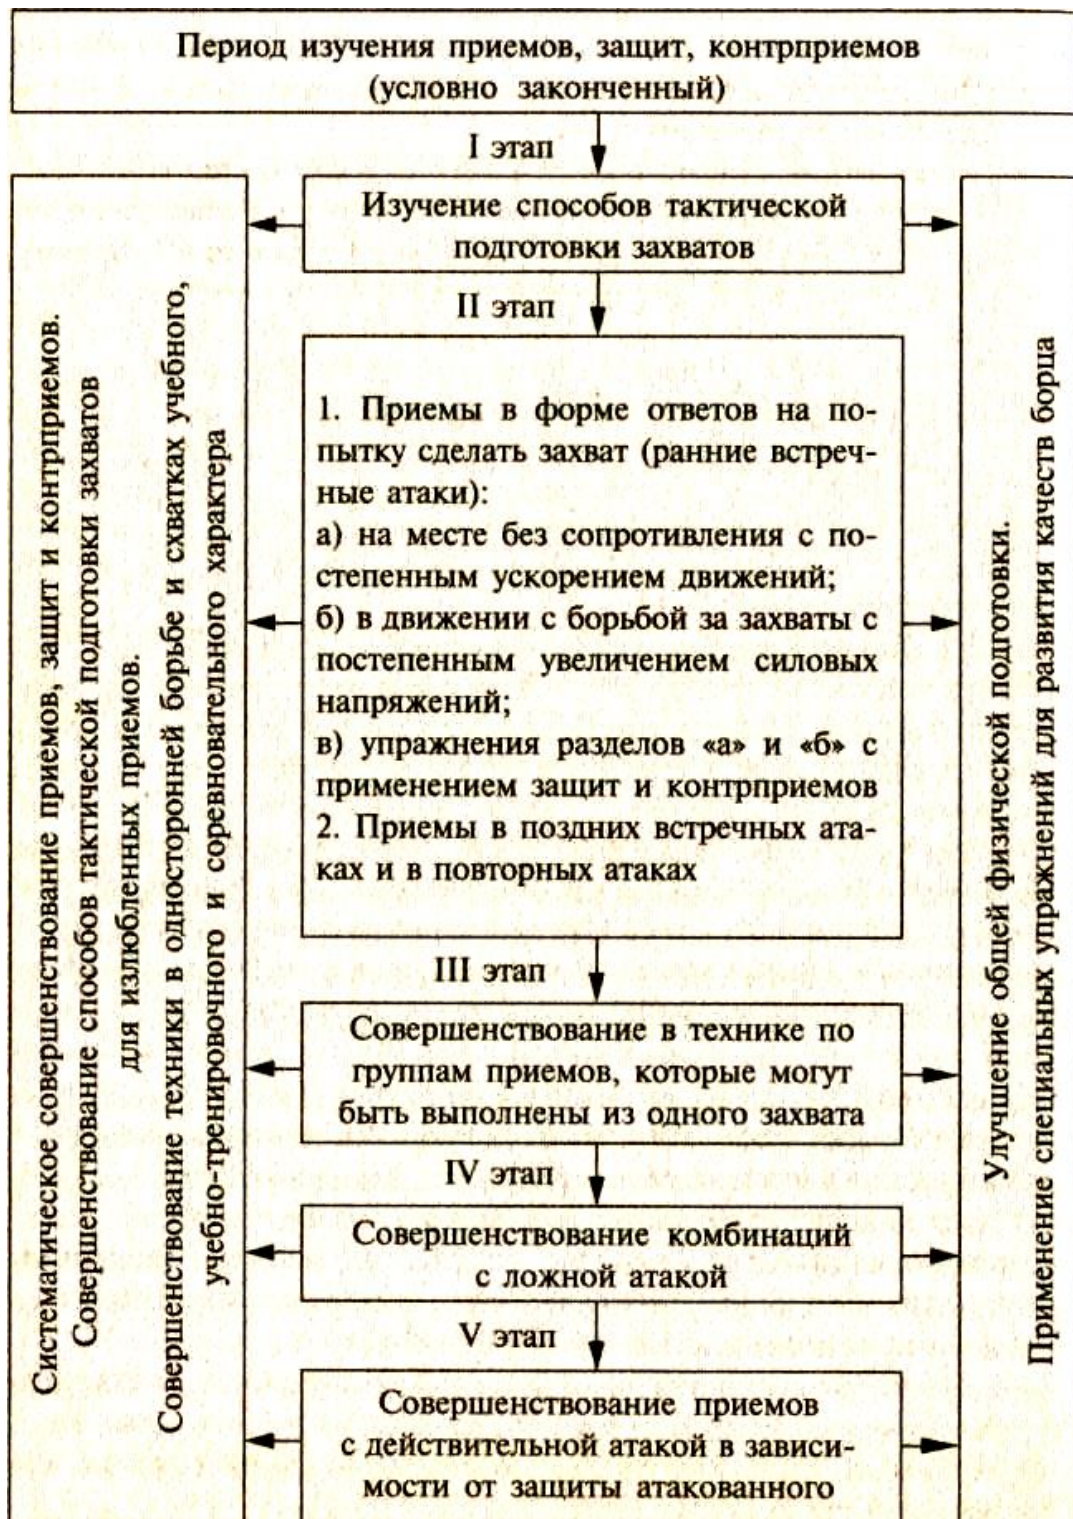 Период изучения приемов, защит, контрприемов
(условно законченный)
I этап
Изучение способов тактической
подготовки захватов
II этап
1. Приемы в форме ответов на по-
пытку сделать захват (ранние встреч-
ные атаки):
а) на месте без сопротивления с по-
степенным ускорением движений;
б) в движении с борьбой за захваты с
постепенным увеличением силовых
напряжений;
в) упражнения разделов «а» и «б» с
применением защит и контрприемов
2. Приемы в поздних встречных ата-
ках и в повторных атаках
III этап
Совершенствование в технике по
группам приемов, которые могут
быть выполнены из одного захвата
IV этап
Совершенствование комбинаций
с ложной атакой
V этап
Совершенствование приемов
с действительной атакой в зависи-
мости от защиты атакованного
Систематическое совершенствование приемов, защит и контрприемов.
Совершенствование способов тактической подготовки захватов
для излюбленных приемов.
Совершенствование техники в односторонней борьбе и схватках учебного,
учебно-тренировочного и соревновательного характера
Улучшение общей физической подготовки.
Применение специальных упражнений для развития качеств борца